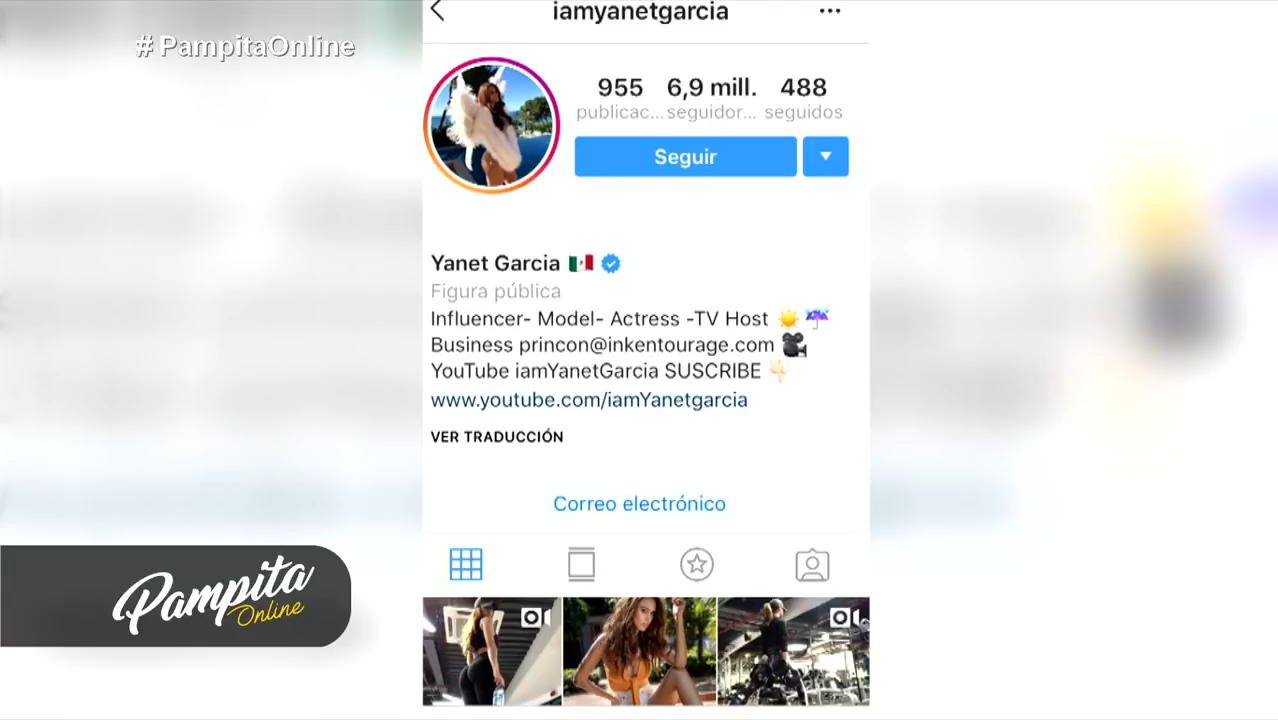 # PampitaOnline
iamyanetgarcia
955 6,9 mill. 488
publicac... seguidor... seguidos
Seguir
Yanet Garcia
Figura pública
Influencer- Model- Actress -TV Host
Business princon@inkentourage.com
YouTube iamYanetGarcia SUSCRIBE
www.youtube.com/iamYanetgarcia
VER TRADUCCIÓN
Correo electrónico
Pampita
Online